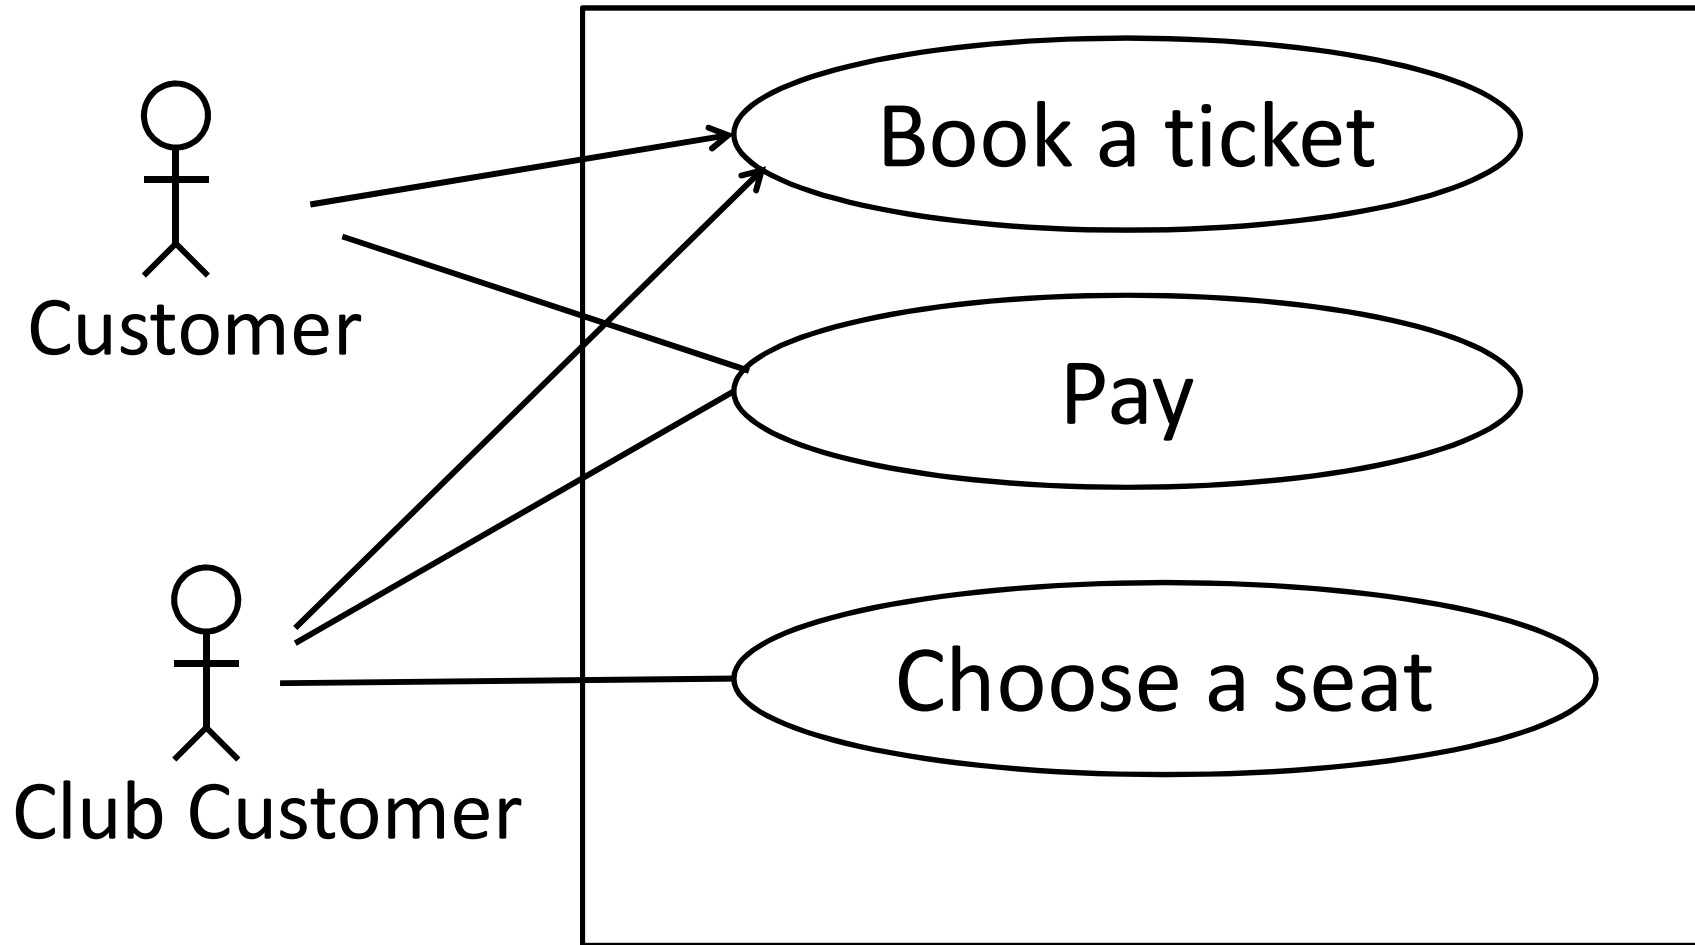 Book a ticket
Customer
Pay
Choose a seat
Club Customer